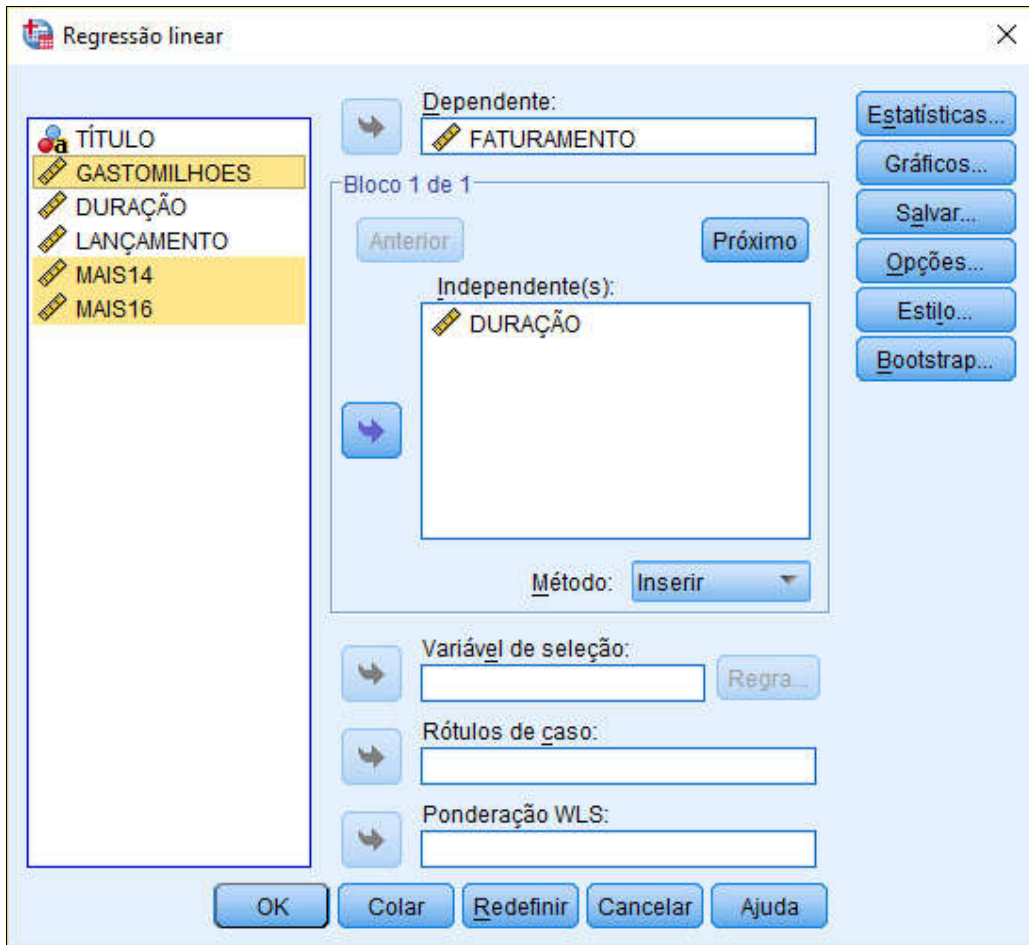 Regressão linear
TÍTULO
GASTOMILHOES
DURAÇÃO
LANÇAMENTO
MAIS14
MAIS16
Dependente:
FATURAMENTO
Bloco 1 de 1
Anterior
Próximo
Independente(s):
DURAÇÃO
Método:
Inserir
Variável de seleção:
Regra...
Rótulos de caso:
Ponderação WLS:
Estatísticas...
Gráficos...
Salvar...
Opções...
Estilo...
Bootstrap...
OK
Colar
Redefinir
Cancelar
Ajuda